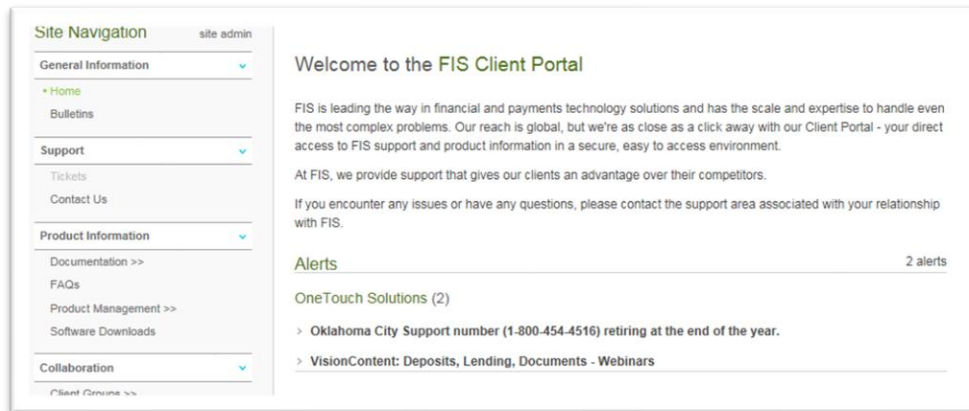 Site Navigation site admin
General Information
• Home
Bulletins
Support
Tickets
Contact Us
Product Information
Documentation >>
FAQs
Product Management >>
Software Downloads
Collaboration
Client Groups >>
Welcome to the FIS Client Portal
FIS is leading the way in financial and payments technology solutions and has the scale and expertise to handle even
the most complex problems. Our reach is global, but we're as close as a click away with our Client Portal - your direct
access to FIS support and product information in a secure, easy to access environment.
At FIS, we provide support that gives our clients an advantage over their competitors.
If you encounter any issues or have any questions, please contact the support area associated with your relationship
with FIS.
Alerts 2 alerts
OneTouch Solutions (2)
> Oklahoma City Support number (1-800-454-4516) retiring at the end of the year.
> VisionContent: Deposits, Lending, Documents - Webinars